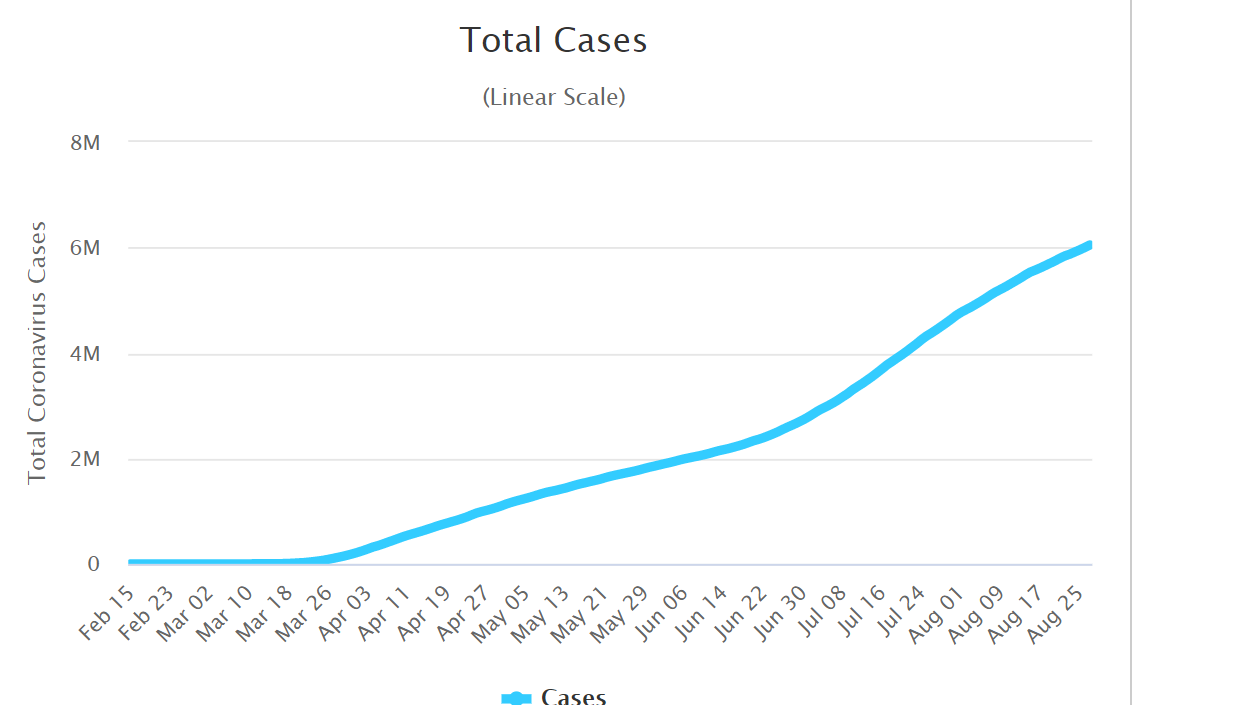 Total Cases
(Linear Scale)
Total Coronavirus Cases
8M
6M
4M
2M
0
Feb 15
Feb 23
Mar 02
Mar 10
Mar 18
Mar 26
Apr 03
Apr 11
Apr 19
Apr 27
May 05
May 13
May 21
May 29
Jun 06
Jun 14
Jun 22
Jun 30
Jul 08
Jul 16
Jul 24
Aug 01
Aug 09
Aug 17
Aug 25
Cases